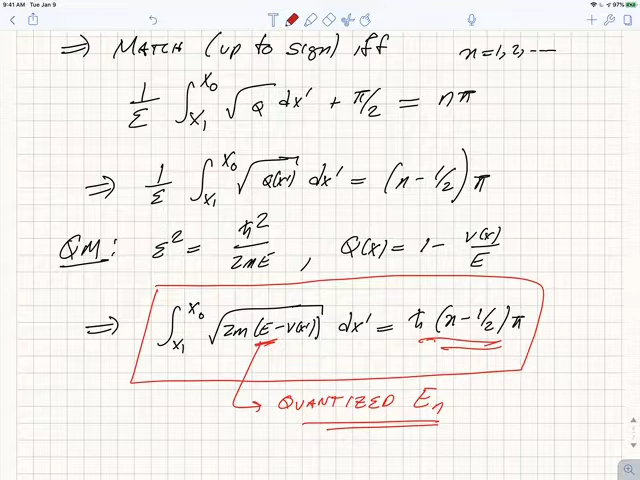 9:41 AM Tue Jan 9
97%
⇒ MATCH (up to sign) iff n=1,2,---
1/ε ∫_{x₁}^{x₀} √Q dx' + π/2 = nπ
⇒ 1/ε ∫_{x₁}^{x₀} √Q(x') dx' = (n-1/2)π
QM: ε² = ℏ²/2mE , Q(x) = 1 - V(x)/E
⇒ ∫_{x₁}^{x₀} √2m(E-V(x')) dx' = ℏ(n-1/2)π
↳ QUANTIZED Eₙ